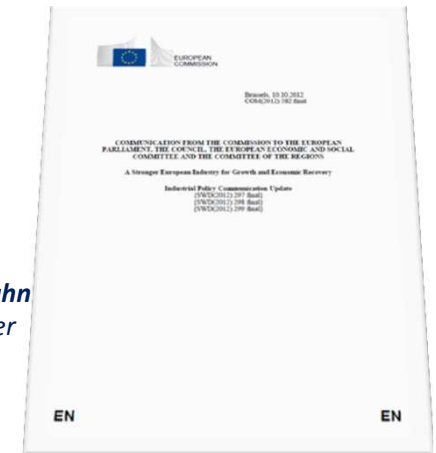 EUROPEAN
COMMISSION
Brussels, 10.10.2012
COM(2012) 582 final
COMMUNICATION FROM THE COMMISSION TO THE EUROPEAN
PARLIAMENT, THE COUNCIL, THE EUROPEAN ECONOMIC AND SOCIAL
COMMITTEE AND THE COMMITTEE OF THE REGIONS
A Stronger European Industry for Growth and Economic Recovery
Industrial Policy Communication Update
{SWD(2012) 297 final}
{SWD(2012) 298 final}
{SWD(2012) 299 final}
EN EN